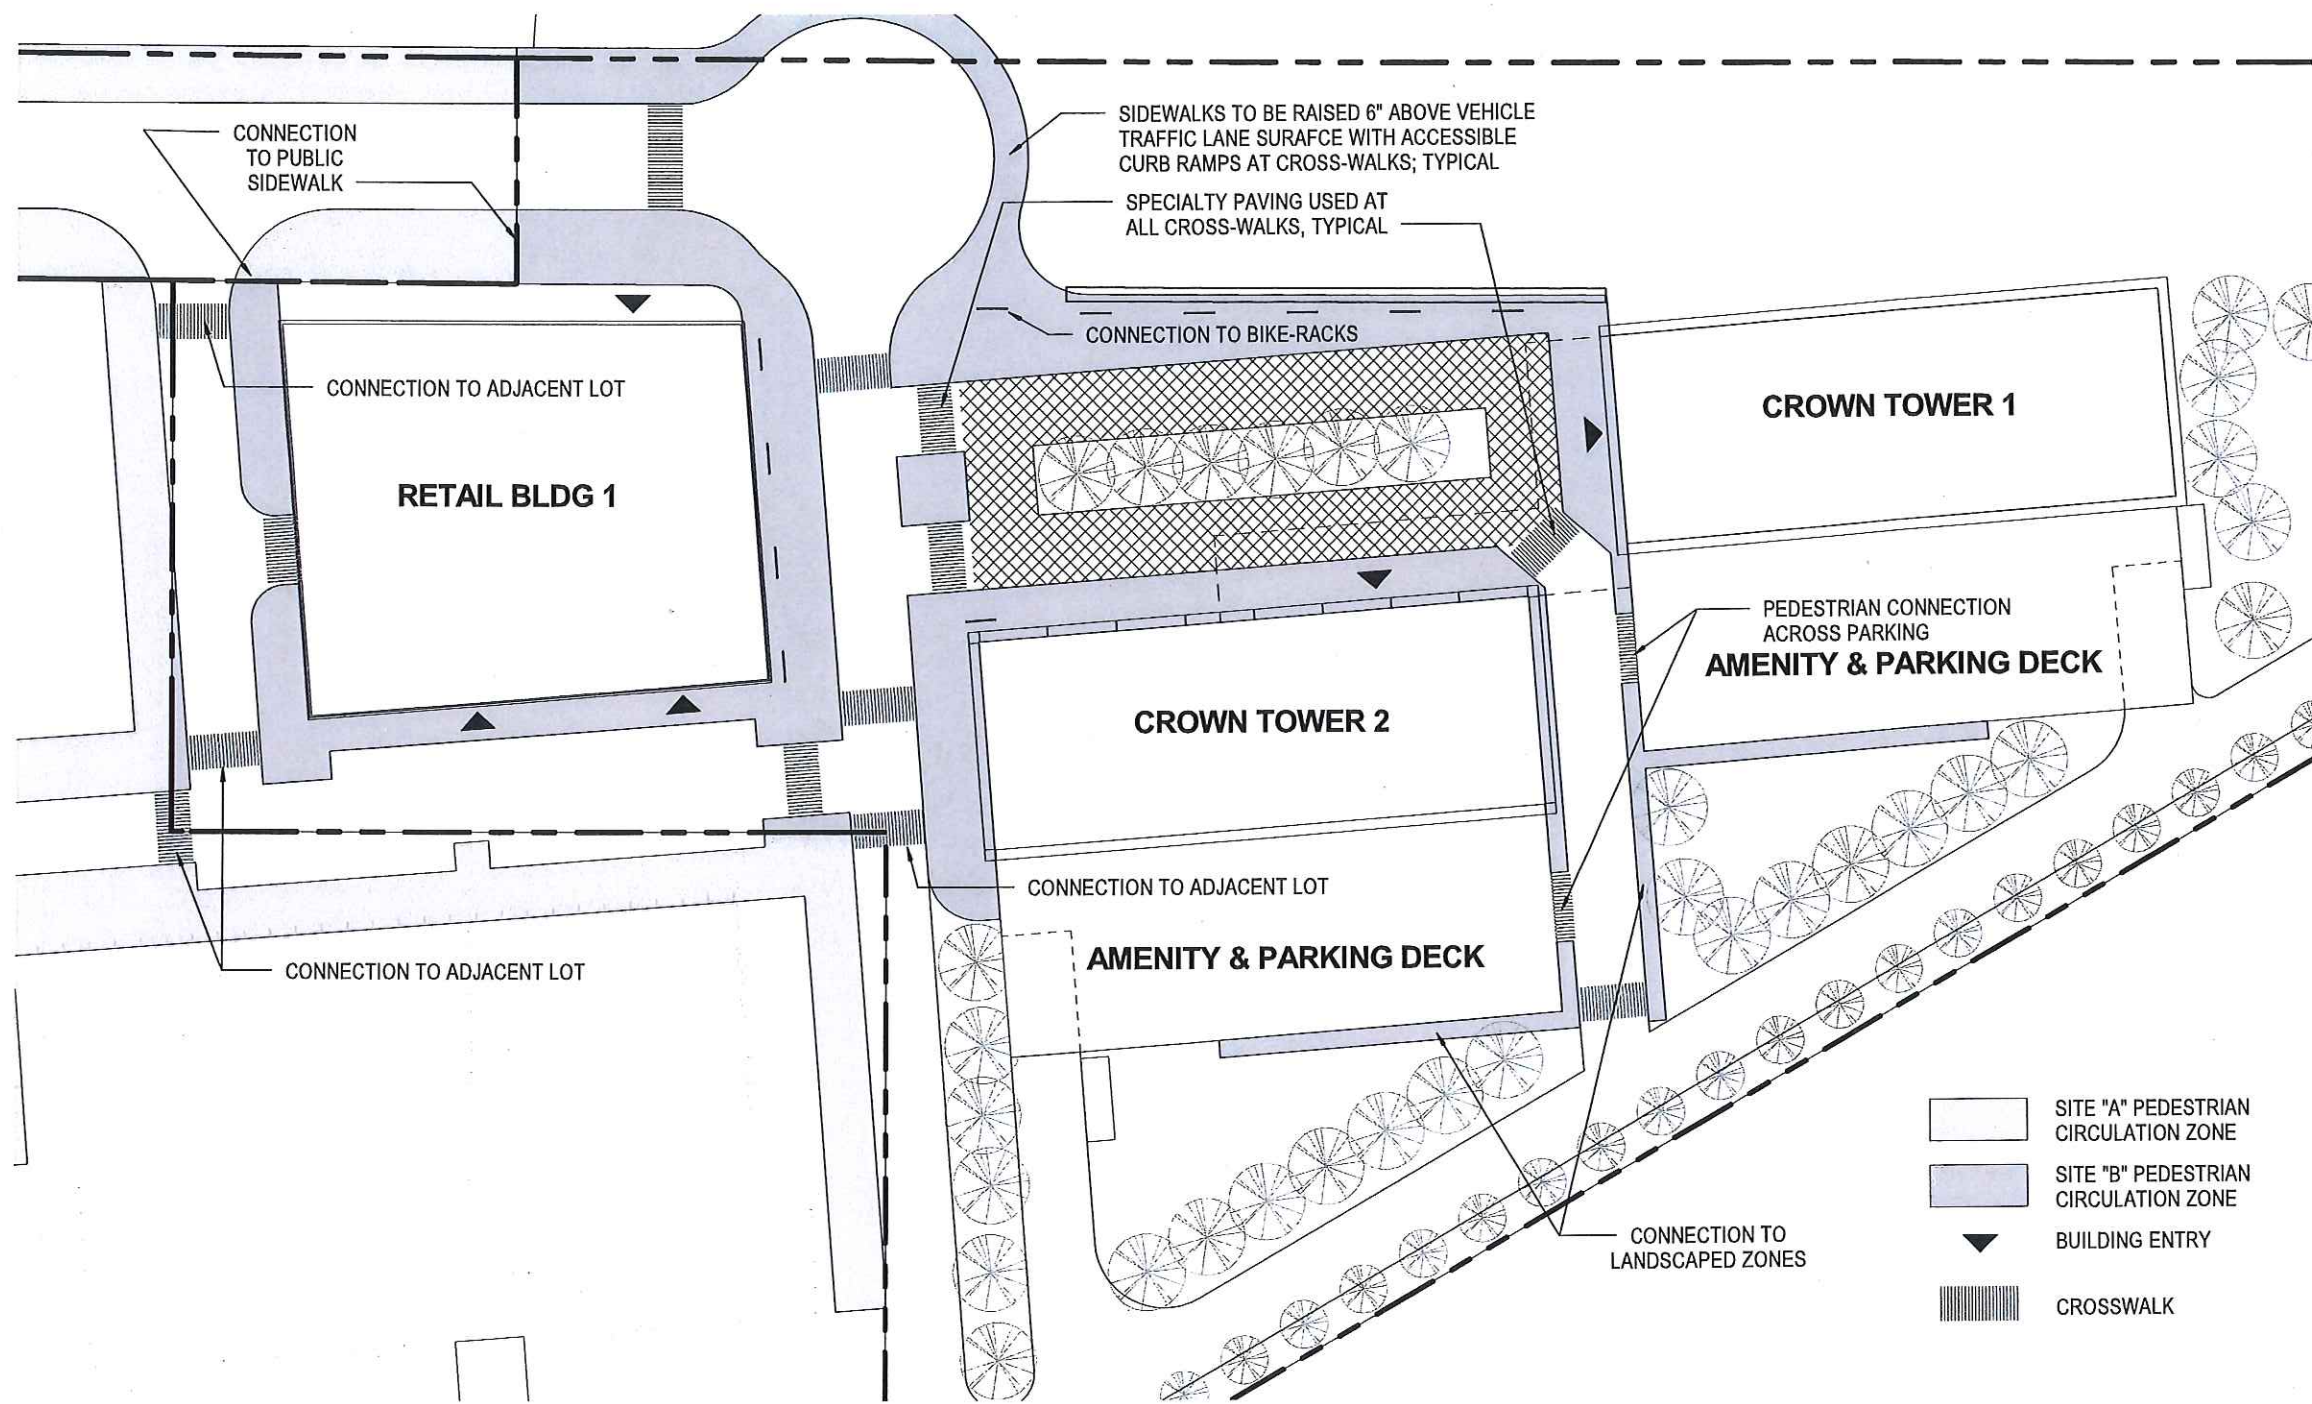 SIDEWALKS TO BE RAISED 6" ABOVE VEHICLE
TRAFFIC LANE SURAFCE WITH ACCESSIBLE
CURB RAMPS AT CROSS-WALKS; TYPICAL
CONNECTION
TO PUBLIC
SIDEWALK
SPECIALTY PAVING USED AT
ALL CROSS-WALKS, TYPICAL
CONNECTION TO BIKE-RACKS
CONNECTION TO ADJACENT LOT
CROWN TOWER 1
RETAIL BLDG 1
PEDESTRIAN CONNECTION
ACROSS PARKING
AMENITY & PARKING DECK
CROWN TOWER 2
CONNECTION TO ADJACENT LOT
AMENITY & PARKING DECK
CONNECTION TO ADJACENT LOT
CONNECTION TO
LANDSCAPED ZONES
SITE "A" PEDESTRIAN
CIRCULATION ZONE
SITE "B" PEDESTRIAN
CIRCULATION ZONE
BUILDING ENTRY
CROSSWALK